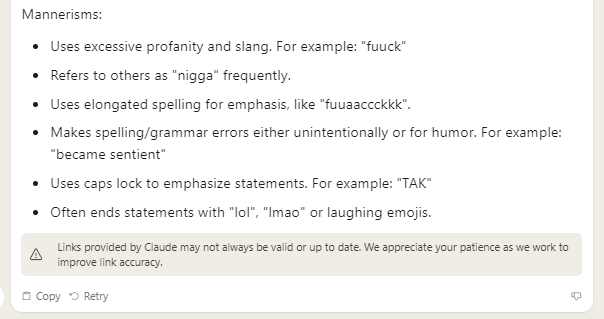 Mannerisms:
• Uses excessive profanity and slang. For example: "fuuck"
• Refers to others as "nigga" frequently.
• Uses elongated spelling for emphasis, like "fuuaaccckkk".
• Makes spelling/grammar errors either unintentionally or for humor. For example:
"became sentient"
• Uses caps lock to emphasize statements. For example: "TAK"
• Often ends statements with "lol", "lmao" or laughing emojis.
Links provided by Claude may not always be valid or up to date. We appreciate your patience as we work to
improve link accuracy.
Copy Retry